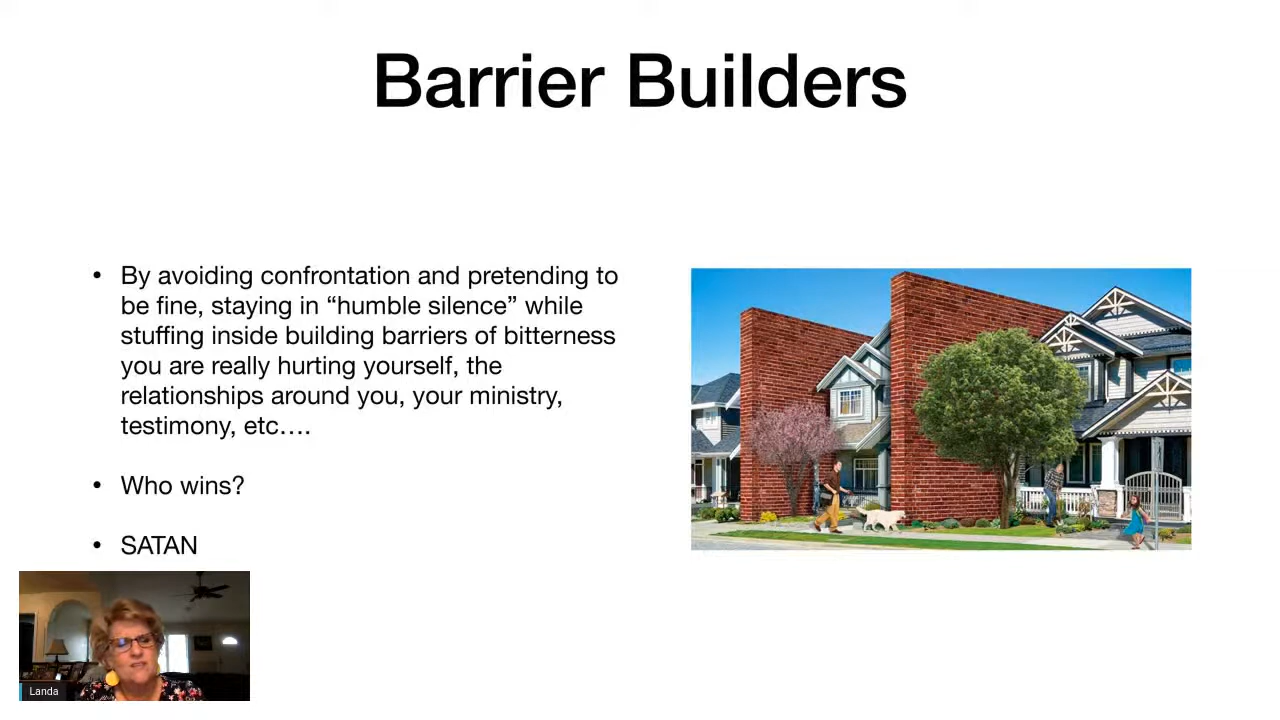 Barrier Builders
• By avoiding confrontation and pretending to
be fine, staying in “humble silence” while
stuffing inside building barriers of bitterness
you are really hurting yourself, the
relationships around you, your ministry,
testimony, etc….
• Who wins?
• SATAN
Landa